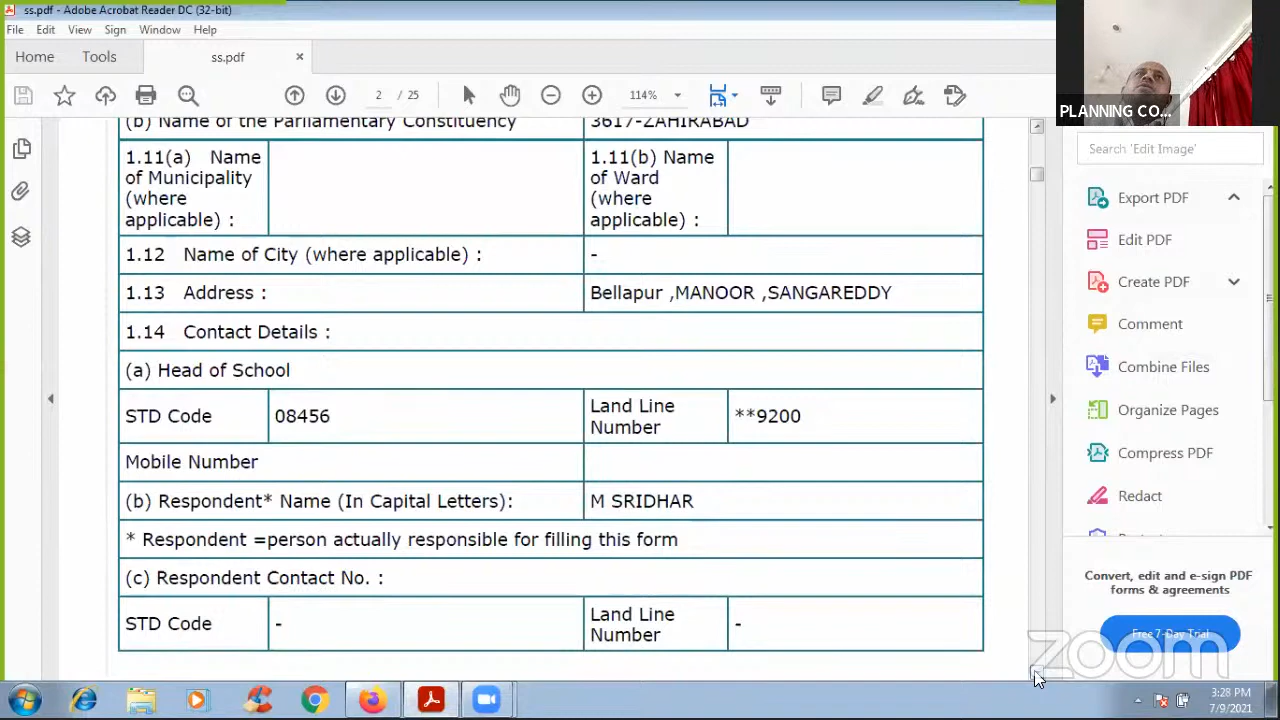 ss.pdf - Adobe Acrobat Reader DC (32-bit)
File Edit View Sign Window Help
Home Tools ss.pdf ×
2 / 25 114%
PLANNING CO...
(b) Name of the Parliamentary Constituency 3617-ZAHIRABAD
1.11(a) Name
of Municipality
(where
applicable) :
1.11(b) Name
of Ward
(where
applicable) :
1.12 Name of City (where applicable) : -
1.13 Address : Bellapur ,MANOOR ,SANGAREDDY
1.14 Contact Details :
(a) Head of School
STD Code 08456
Land Line
Number
**9200
Mobile Number
(b) Respondent* Name (In Capital Letters): M SRIDHAR
* Respondent =person actually responsible for filling this form
(c) Respondent Contact No. :
STD Code -
Land Line
Number
-
Search 'Edit Image'
Export PDF
Edit PDF
Create PDF
Comment
Combine Files
Organize Pages
Compress PDF
Redact
Convert, edit and e-sign PDF
forms & agreements
Free 7-Day Trial
zoom
3:28 PM
7/9/2021